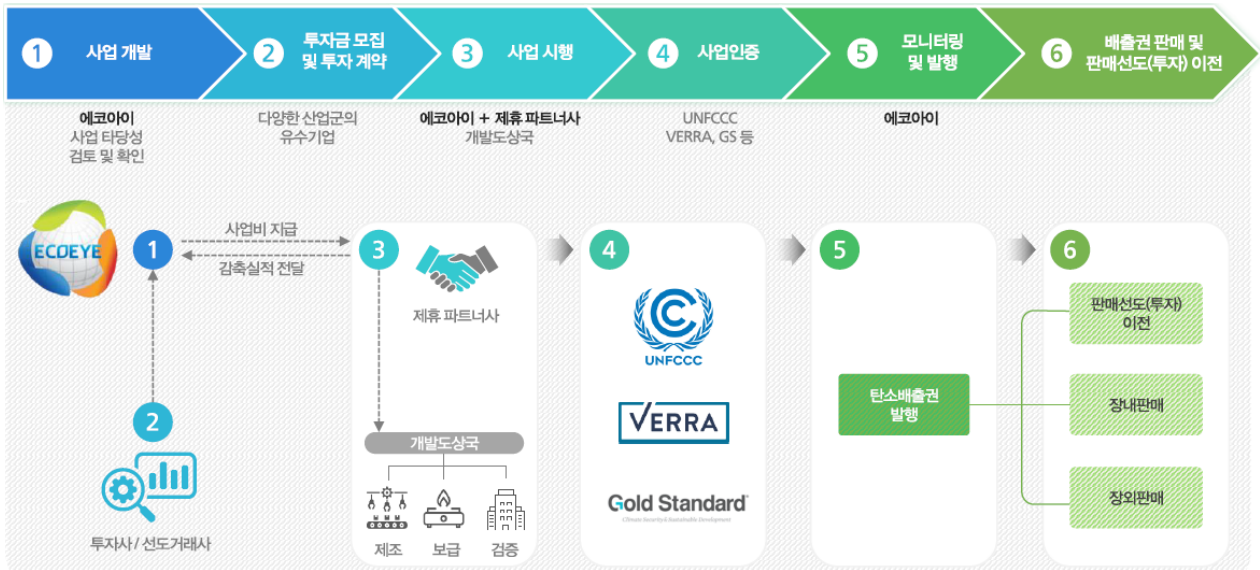 1
사업 개발
2
투자금 모집
및 투자 계약
3
사업 시행
4
사업인증
5
모니터링
및 발행
6
배출권 판매 및
판매선도(투자) 이전
에코아이
사업 타당성
검토 및 확인
다양한 산업군의
유수기업
에코아이 + 제휴 파트너사
개발도상국
UNFCCC
VERRA, GS 등
에코아이
ECOEYE
1
사업비 지급
감축실적 전달
2
투자사 / 선도거래사
3
제휴 파트너사
개발도상국
제조
보급
검증
4
UNFCCC
VERRA
Gold Standard
Climate Security & Sustainable Development
5
탄소배출권
발행
6
판매선도(투자)
이전
장내판매
장외판매